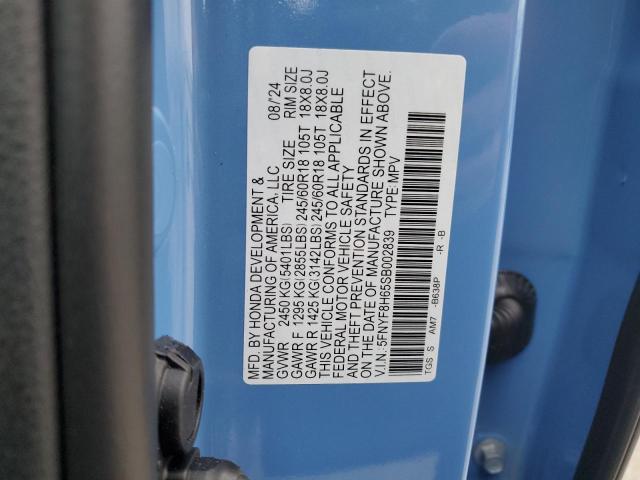 MFD. BY HONDA DEVELOPMENT & 08/24
MANUFACTURING OF AMERICA, LLC
GVWR 2450 KG(5401LBS) TIRE SIZE RIM SIZE
GAWR F 1295 KG(2855LBS) 245/60R18 105T 18X8.0J
GAWR R 1425 KG(3142LBS) 245/60R18 105T 18X8.0J
THIS VEHICLE CONFORMS TO ALL APPLICABLE
FEDERAL MOTOR VEHICLE SAFETY
AND THEFT PREVENTION STANDARDS IN EFFECT
ON THE DATE OF MANUFACTURE SHOWN ABOVE.
V.I.N: 5FNYF8H65SB002839 TYPE:MPV
TGS S AM7 -B638P -R -B